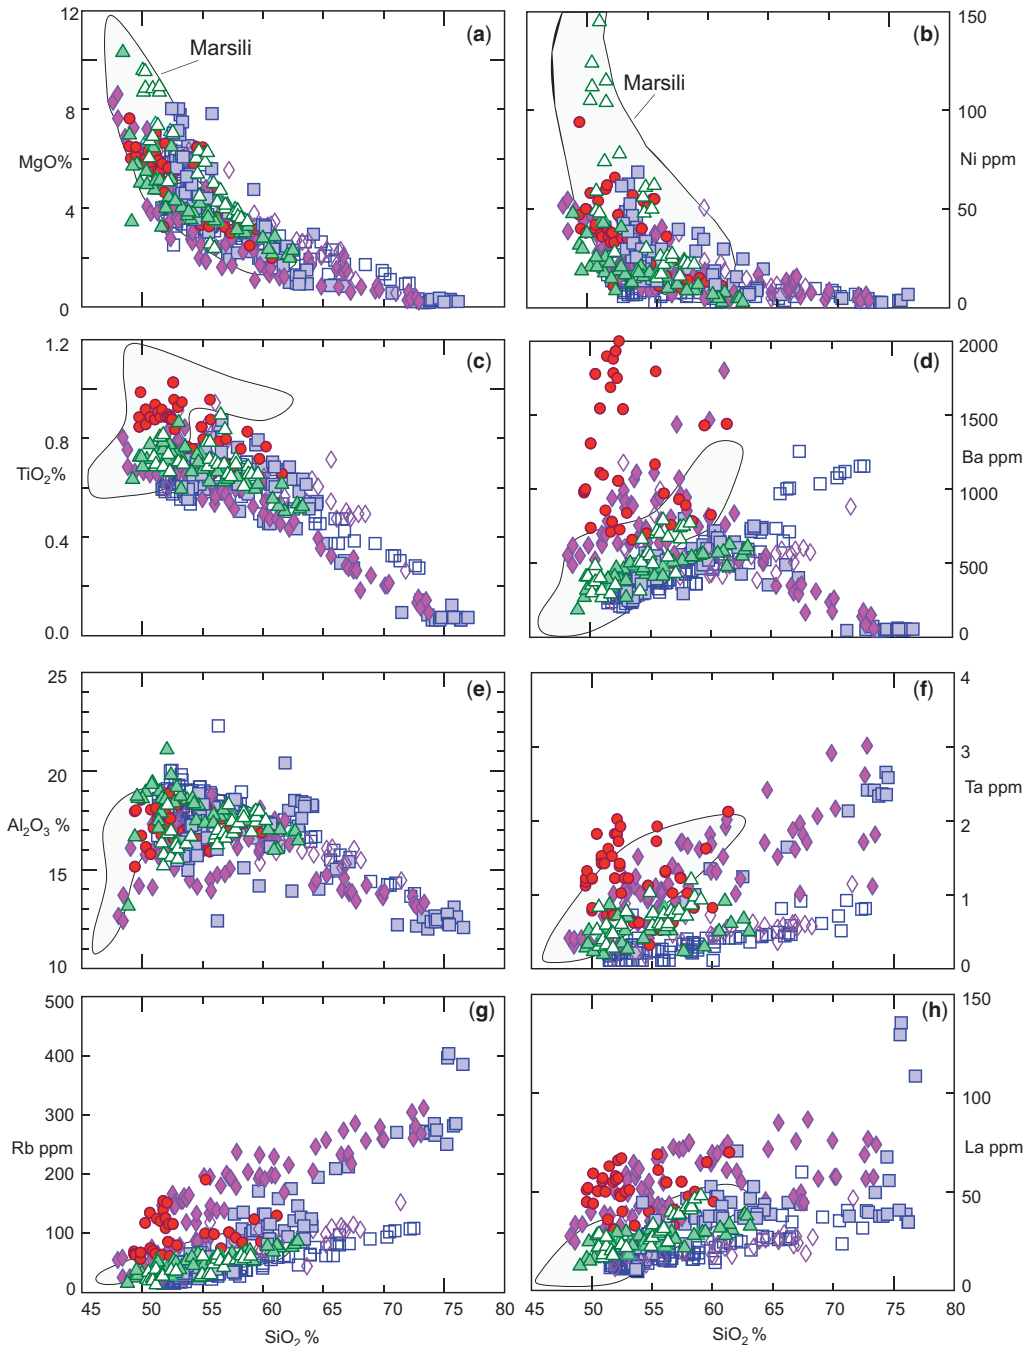 12
8
MgO%
4
0
(a)
Marsili
150
100
Ni ppm
50
0
(b)
Marsili
1.2
0.8
TiO₂%
0.4
0.0
(c)
2000
1500
Ba ppm
1000
500
0
(d)
25
20
Al₂O₃ %
15
10
(e)
4
3
Ta ppm
2
1
0
(f)
500
400
300
Rb ppm
200
100
0
(g)
45 50 55 60 65 70 75 80
SiO₂ %
150
100
La ppm
50
0
(h)
45 50 55 60 65 70 75 80
SiO₂ %